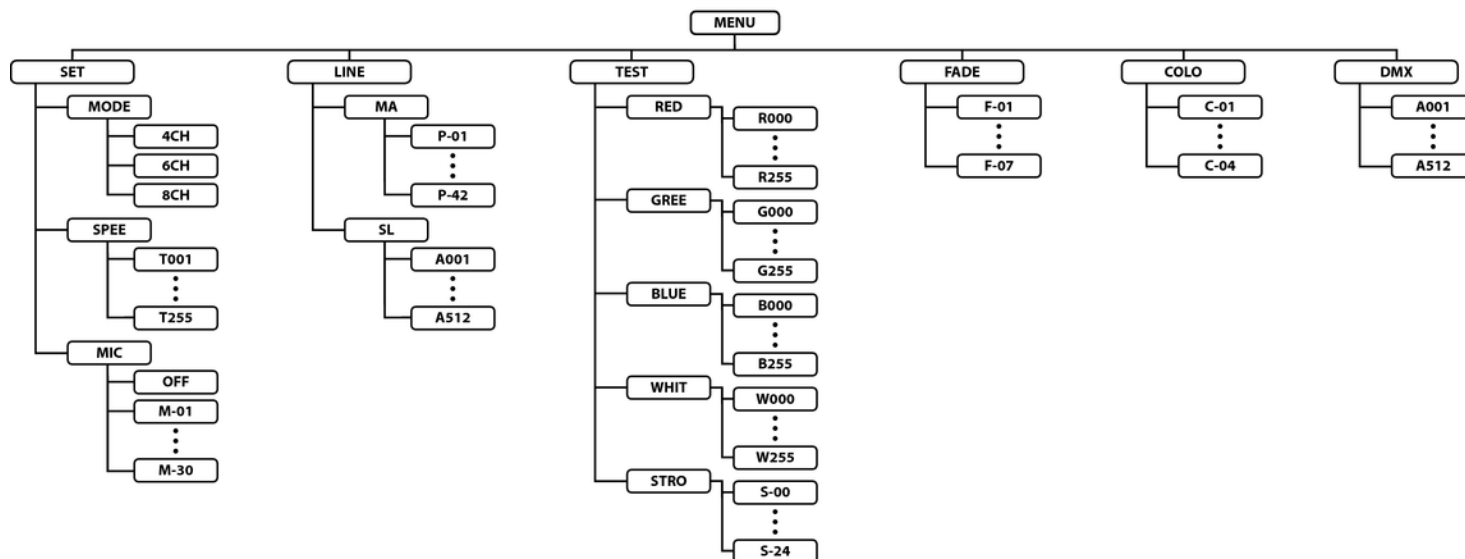 MENU
SET
MODE
4CH
6CH
8CH
SPEE
T001
T255
MIC
OFF
M-01
M-30
LINE
MA
P-01
P-42
SL
A001
A512
TEST
RED
R000
R255
GREE
G000
G255
BLUE
B000
B255
WHIT
W000
W255
STRO
S-00
S-24
FADE
F-01
F-07
COLO
C-01
C-04
DMX
A001
A512